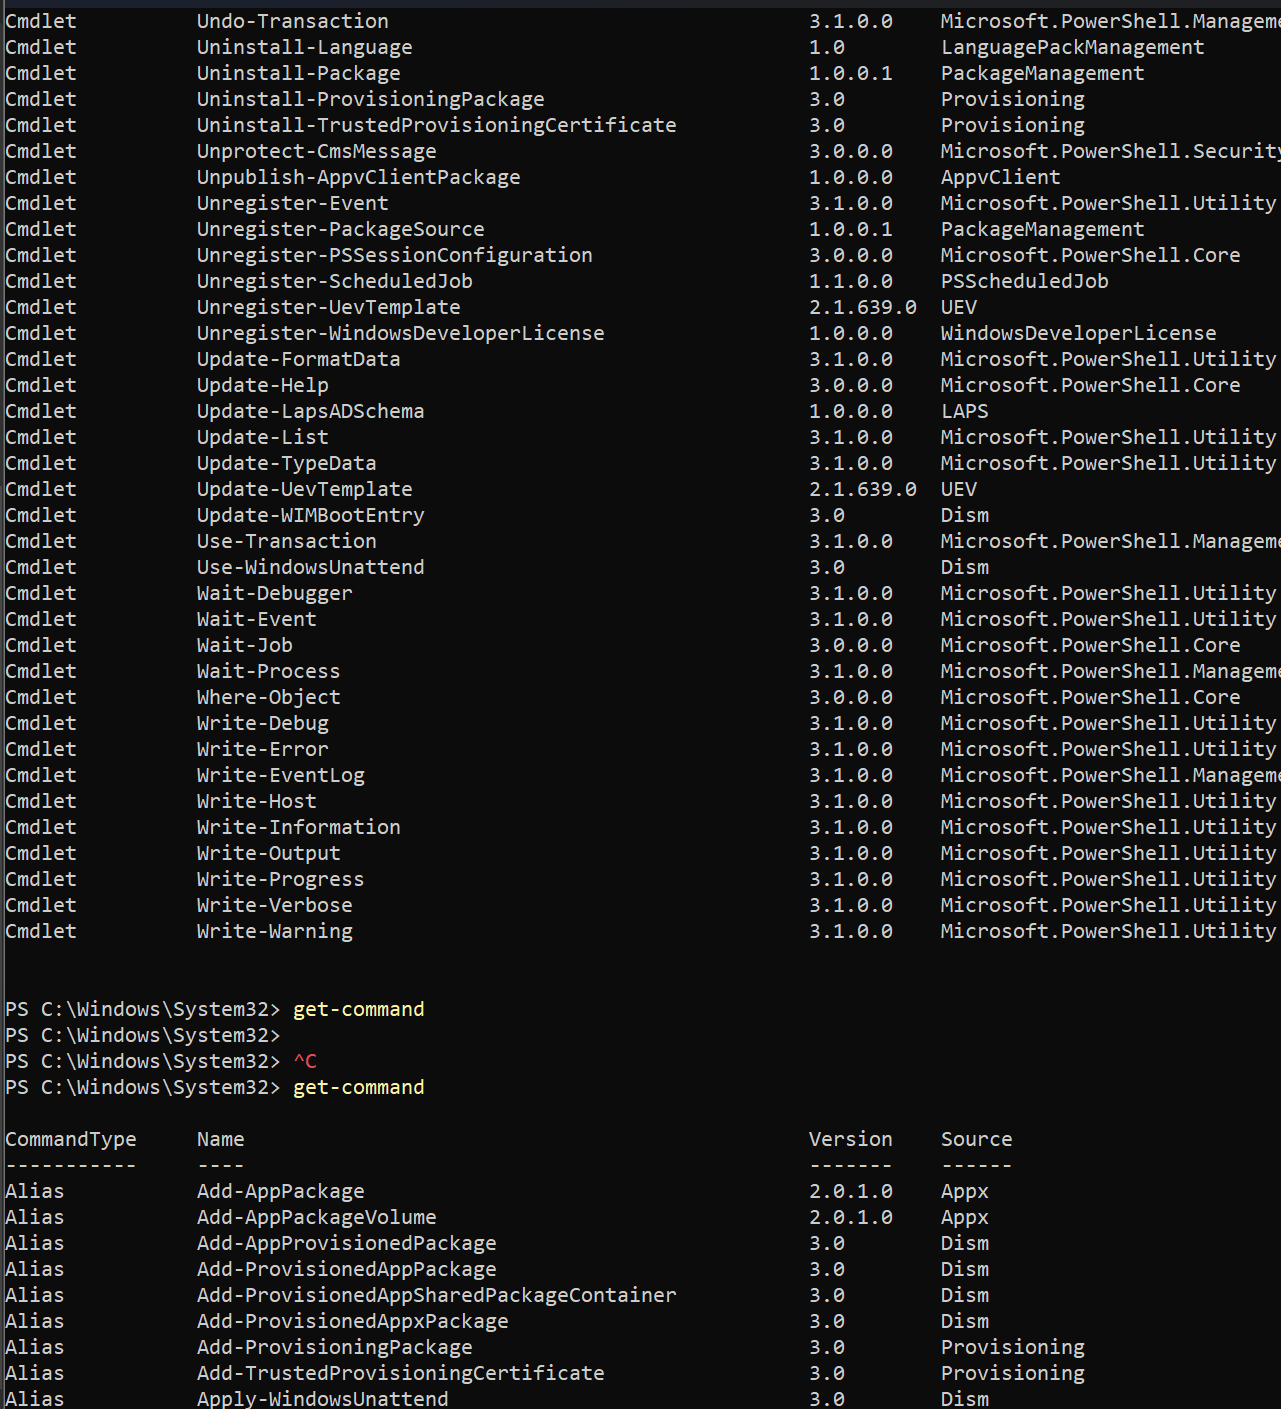 Cmdlet Undo-Transaction 3.1.0.0 Microsoft.PowerShell.Manageme
Cmdlet Uninstall-Language 1.0 LanguagePackManagement
Cmdlet Uninstall-Package 1.0.0.1 PackageManagement
Cmdlet Uninstall-ProvisioningPackage 3.0 Provisioning
Cmdlet Uninstall-TrustedProvisioningCertificate 3.0 Provisioning
Cmdlet Unprotect-CmsMessage 3.0.0.0 Microsoft.PowerShell.Security
Cmdlet Unpublish-AppvClientPackage 1.0.0.0 AppvClient
Cmdlet Unregister-Event 3.1.0.0 Microsoft.PowerShell.Utility
Cmdlet Unregister-PackageSource 1.0.0.1 PackageManagement
Cmdlet Unregister-PSSessionConfiguration 3.0.0.0 Microsoft.PowerShell.Core
Cmdlet Unregister-ScheduledJob 1.1.0.0 PSScheduledJob
Cmdlet Unregister-UevTemplate 2.1.639.0 UEV
Cmdlet Unregister-WindowsDeveloperLicense 1.0.0.0 WindowsDeveloperLicense
Cmdlet Update-FormatData 3.1.0.0 Microsoft.PowerShell.Utility
Cmdlet Update-Help 3.0.0.0 Microsoft.PowerShell.Core
Cmdlet Update-LapsADSchema 1.0.0.0 LAPS
Cmdlet Update-List 3.1.0.0 Microsoft.PowerShell.Utility
Cmdlet Update-TypeData 3.1.0.0 Microsoft.PowerShell.Utility
Cmdlet Update-UevTemplate 2.1.639.0 UEV
Cmdlet Update-WIMBootEntry 3.0 Dism
Cmdlet Use-Transaction 3.1.0.0 Microsoft.PowerShell.Manageme
Cmdlet Use-WindowsUnattend 3.0 Dism
Cmdlet Wait-Debugger 3.1.0.0 Microsoft.PowerShell.Utility
Cmdlet Wait-Event 3.1.0.0 Microsoft.PowerShell.Utility
Cmdlet Wait-Job 3.0.0.0 Microsoft.PowerShell.Core
Cmdlet Wait-Process 3.1.0.0 Microsoft.PowerShell.Manageme
Cmdlet Where-Object 3.0.0.0 Microsoft.PowerShell.Core
Cmdlet Write-Debug 3.1.0.0 Microsoft.PowerShell.Utility
Cmdlet Write-Error 3.1.0.0 Microsoft.PowerShell.Utility
Cmdlet Write-EventLog 3.1.0.0 Microsoft.PowerShell.Manageme
Cmdlet Write-Host 3.1.0.0 Microsoft.PowerShell.Utility
Cmdlet Write-Information 3.1.0.0 Microsoft.PowerShell.Utility
Cmdlet Write-Output 3.1.0.0 Microsoft.PowerShell.Utility
Cmdlet Write-Progress 3.1.0.0 Microsoft.PowerShell.Utility
Cmdlet Write-Verbose 3.1.0.0 Microsoft.PowerShell.Utility
Cmdlet Write-Warning 3.1.0.0 Microsoft.PowerShell.Utility
PS C:\Windows\System32> get-command
PS C:\Windows\System32>
PS C:\Windows\System32> ^C
PS C:\Windows\System32> get-command
CommandType Name Version Source
----------- ---- ------- ------
Alias Add-AppPackage 2.0.1.0 Appx
Alias Add-AppPackageVolume 2.0.1.0 Appx
Alias Add-AppProvisionedPackage 3.0 Dism
Alias Add-ProvisionedAppPackage 3.0 Dism
Alias Add-ProvisionedAppSharedPackageContainer 3.0 Dism
Alias Add-ProvisionedAppxPackage 3.0 Dism
Alias Add-ProvisioningPackage 3.0 Provisioning
Alias Add-TrustedProvisioningCertificate 3.0 Provisioning
Alias Apply-WindowsUnattend 3.0 Dism